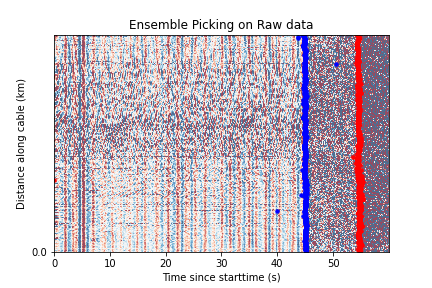 Ensemble Picking on Raw data
Distance along cable (km)
0.0
0 10 20 30 40 50
Time since starttime (s)